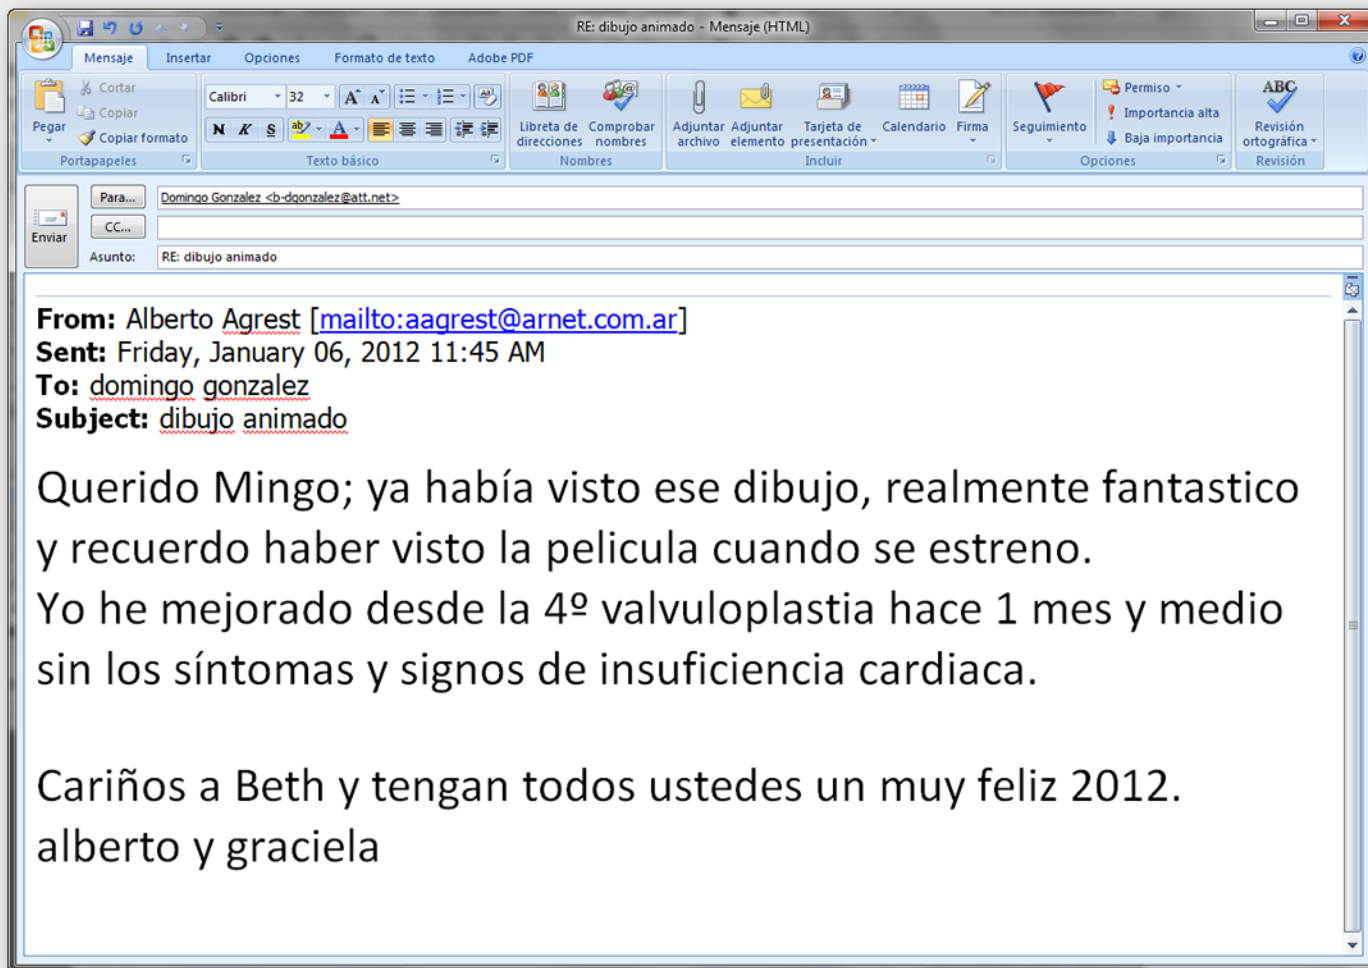 RE: dibujo animado - Mensaje (HTML)
Mensaje Insertar Opciones Formato de texto Adobe PDF
Pegar
Cortar
Copiar
Copiar formato
Portapapeles
Calibri 32
N K S
Texto básico
Libreta de direcciones
Comprobar nombres
Nombres
Adjuntar archivo
Adjuntar elemento
Tarjeta de presentación
Calendario
Firma
Incluir
Seguimiento
Permiso
Importancia alta
Baja importancia
Opciones
ABC
Revisión ortográfica
Revisión
Enviar
Para... Domingo Gonzalez <b-dgonzalez@att.net>
CC...
Asunto: RE: dibujo animado
From: Alberto Agrest [mailto:aagrest@arnet.com.ar]
Sent: Friday, January 06, 2012 11:45 AM
To: domingo gonzalez
Subject: dibujo animado
Querido Mingo; ya había visto ese dibujo, realmente fantastico
y recuerdo haber visto la pelicula cuando se estreno.
Yo he mejorado desde la 4º valvuloplastia hace 1 mes y medio
sin los síntomas y signos de insuficiencia cardiaca.
Cariños a Beth y tengan todos ustedes un muy feliz 2012.
alberto y graciela